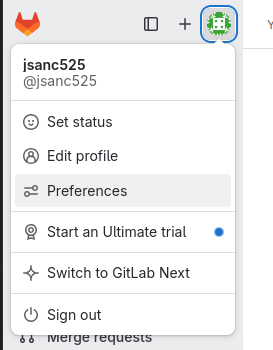 jsanc525
@jsanc525
Set status
Edit profile
Preferences
Start an Ultimate trial
Switch to GitLab Next
Sign out
Merge requests